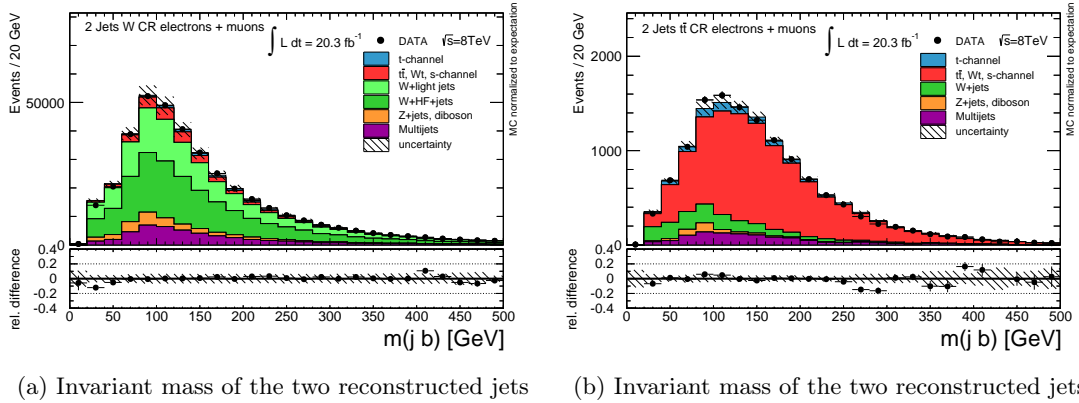 2 Jets W CR electrons + muons
∫ L dt = 20.3 fb⁻¹
DATA √s=8TeV
t-channel
tt̄, Wt, s-channel
W+light jets
W+HF+jets
Z+jets, diboson
Multijets
uncertainty
MC normalized to expectation
Events / 20 GeV
50000
0
rel. difference
0.4
0.2
0
-0.2
-0.4
0 50 100 150 200 250 300 350 400 450 500
m(j b) [GeV]
(a) Invariant mass of the two reconstructed jets
2 Jets tt̄ CR electrons + muons
∫ L dt = 20.3 fb⁻¹
DATA √s=8TeV
t-channel
tt̄, Wt, s-channel
W+jets
Z+jets, diboson
Multijets
uncertainty
MC normalized to expectation
Events / 20 GeV
2000
1000
0
rel. difference
0.4
0.2
0
-0.2
-0.4
0 50 100 150 200 250 300 350 400 450 500
m(j b) [GeV]
(b) Invariant mass of the two reconstructed jets